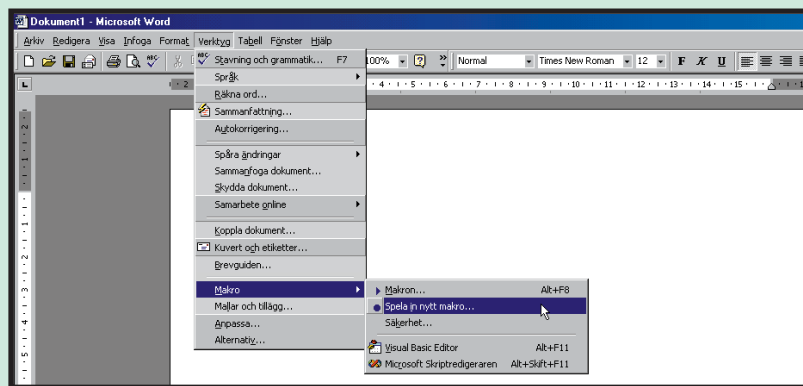 Dokument1 - Microsoft Word
Arkiv Redigera Visa Infoga Format Verktyg Tabell Fönster Hjälp
ABC
100% Normal Times New Roman 12 F K U
Stavning och grammatik... F7
Språk
Räkna ord...
Sammanfattning...
Autokorrigering...
Spåra ändringar
Sammanfoga dokument...
Skydda dokument...
Samarbete online
Koppla dokument...
Kuvert och etiketter...
Brevguiden...
Makro
Mallar och tillägg...
Anpassa...
Alternativ...
Makron... Alt+F8
Spela in nytt makro...
Säkerhet...
Visual Basic Editor Alt+F11
Microsoft Skriptredigeraren Alt+Skift+F11